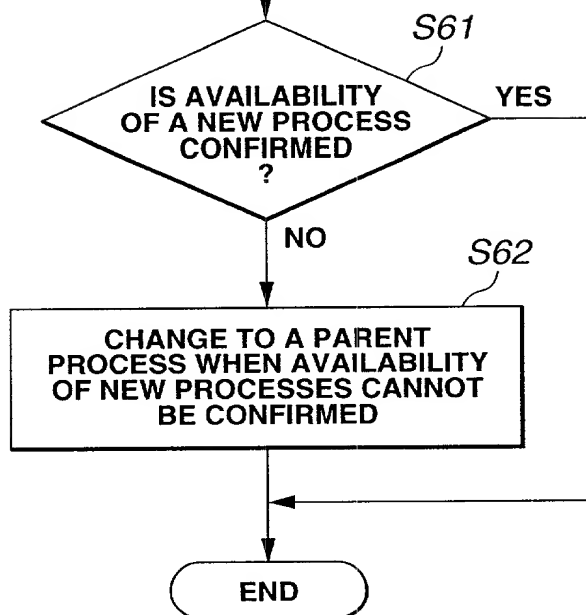 S61
IS AVAILABILITY
OF A NEW PROCESS
CONFIRMED
?
YES
NO
S62
CHANGE TO A PARENT
PROCESS WHEN AVAILABILITY
OF NEW PROCESSES CANNOT
BE CONFIRMED
END